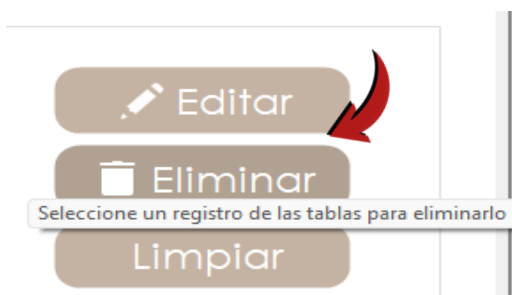 Editar
Eliminar
Seleccione un registro de las tablas para eliminarlo
Limpiar